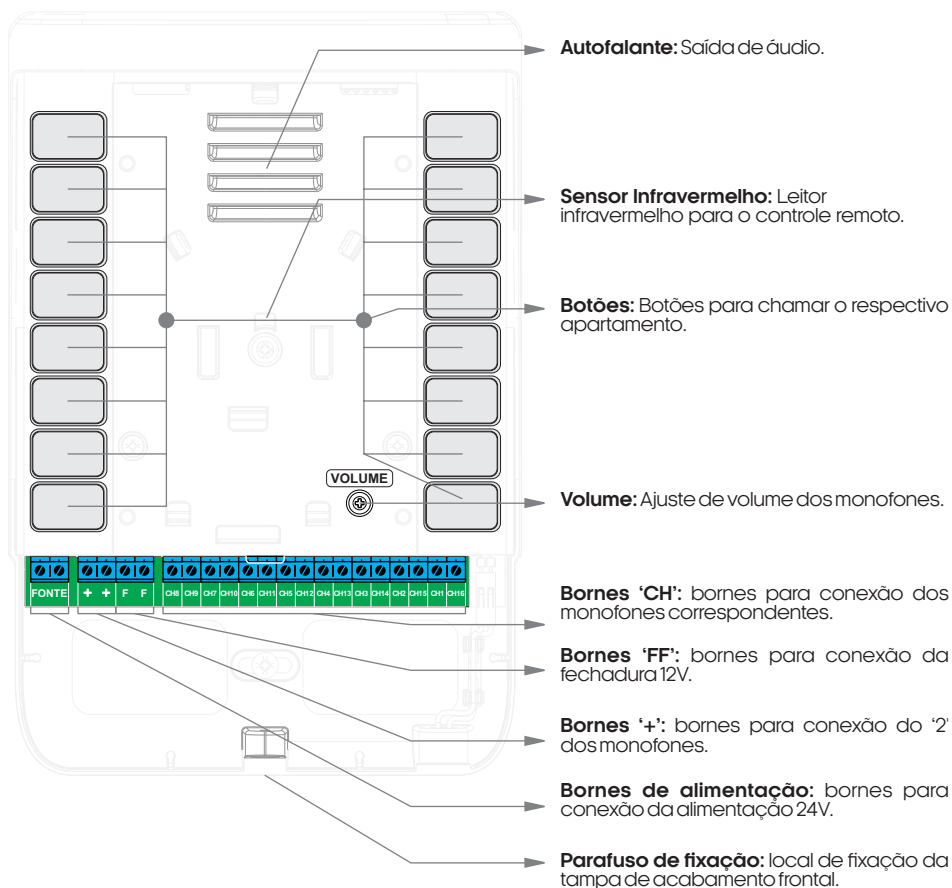 Autofalante: Saída de áudio.
Sensor Infravermelho: Leitor
infravermelho para o controle remoto.
Botões: Botões para chamar o respectivo
apartamento.
VOLUME
Volume: Ajuste de volume dos monofones.
FONTE + + F F CH8 CH9 CH7 CH10 CH6 CH11 CH5 CH12 CH4 CH13 CH3 CH14 CH2 CH15 CH1 CH16
Bornes ‘CH’: bornes para conexão dos
monofones correspondentes.
Bornes ‘FF’: bornes para conexão da
fechadura 12V.
Bornes ‘+’: bornes para conexão do ‘2’
dos monofones.
Bornes de alimentação: bornes para
conexão da alimentação 24V.
Parafuso de fixação: local de fixação da
tampa de acabamento frontal.